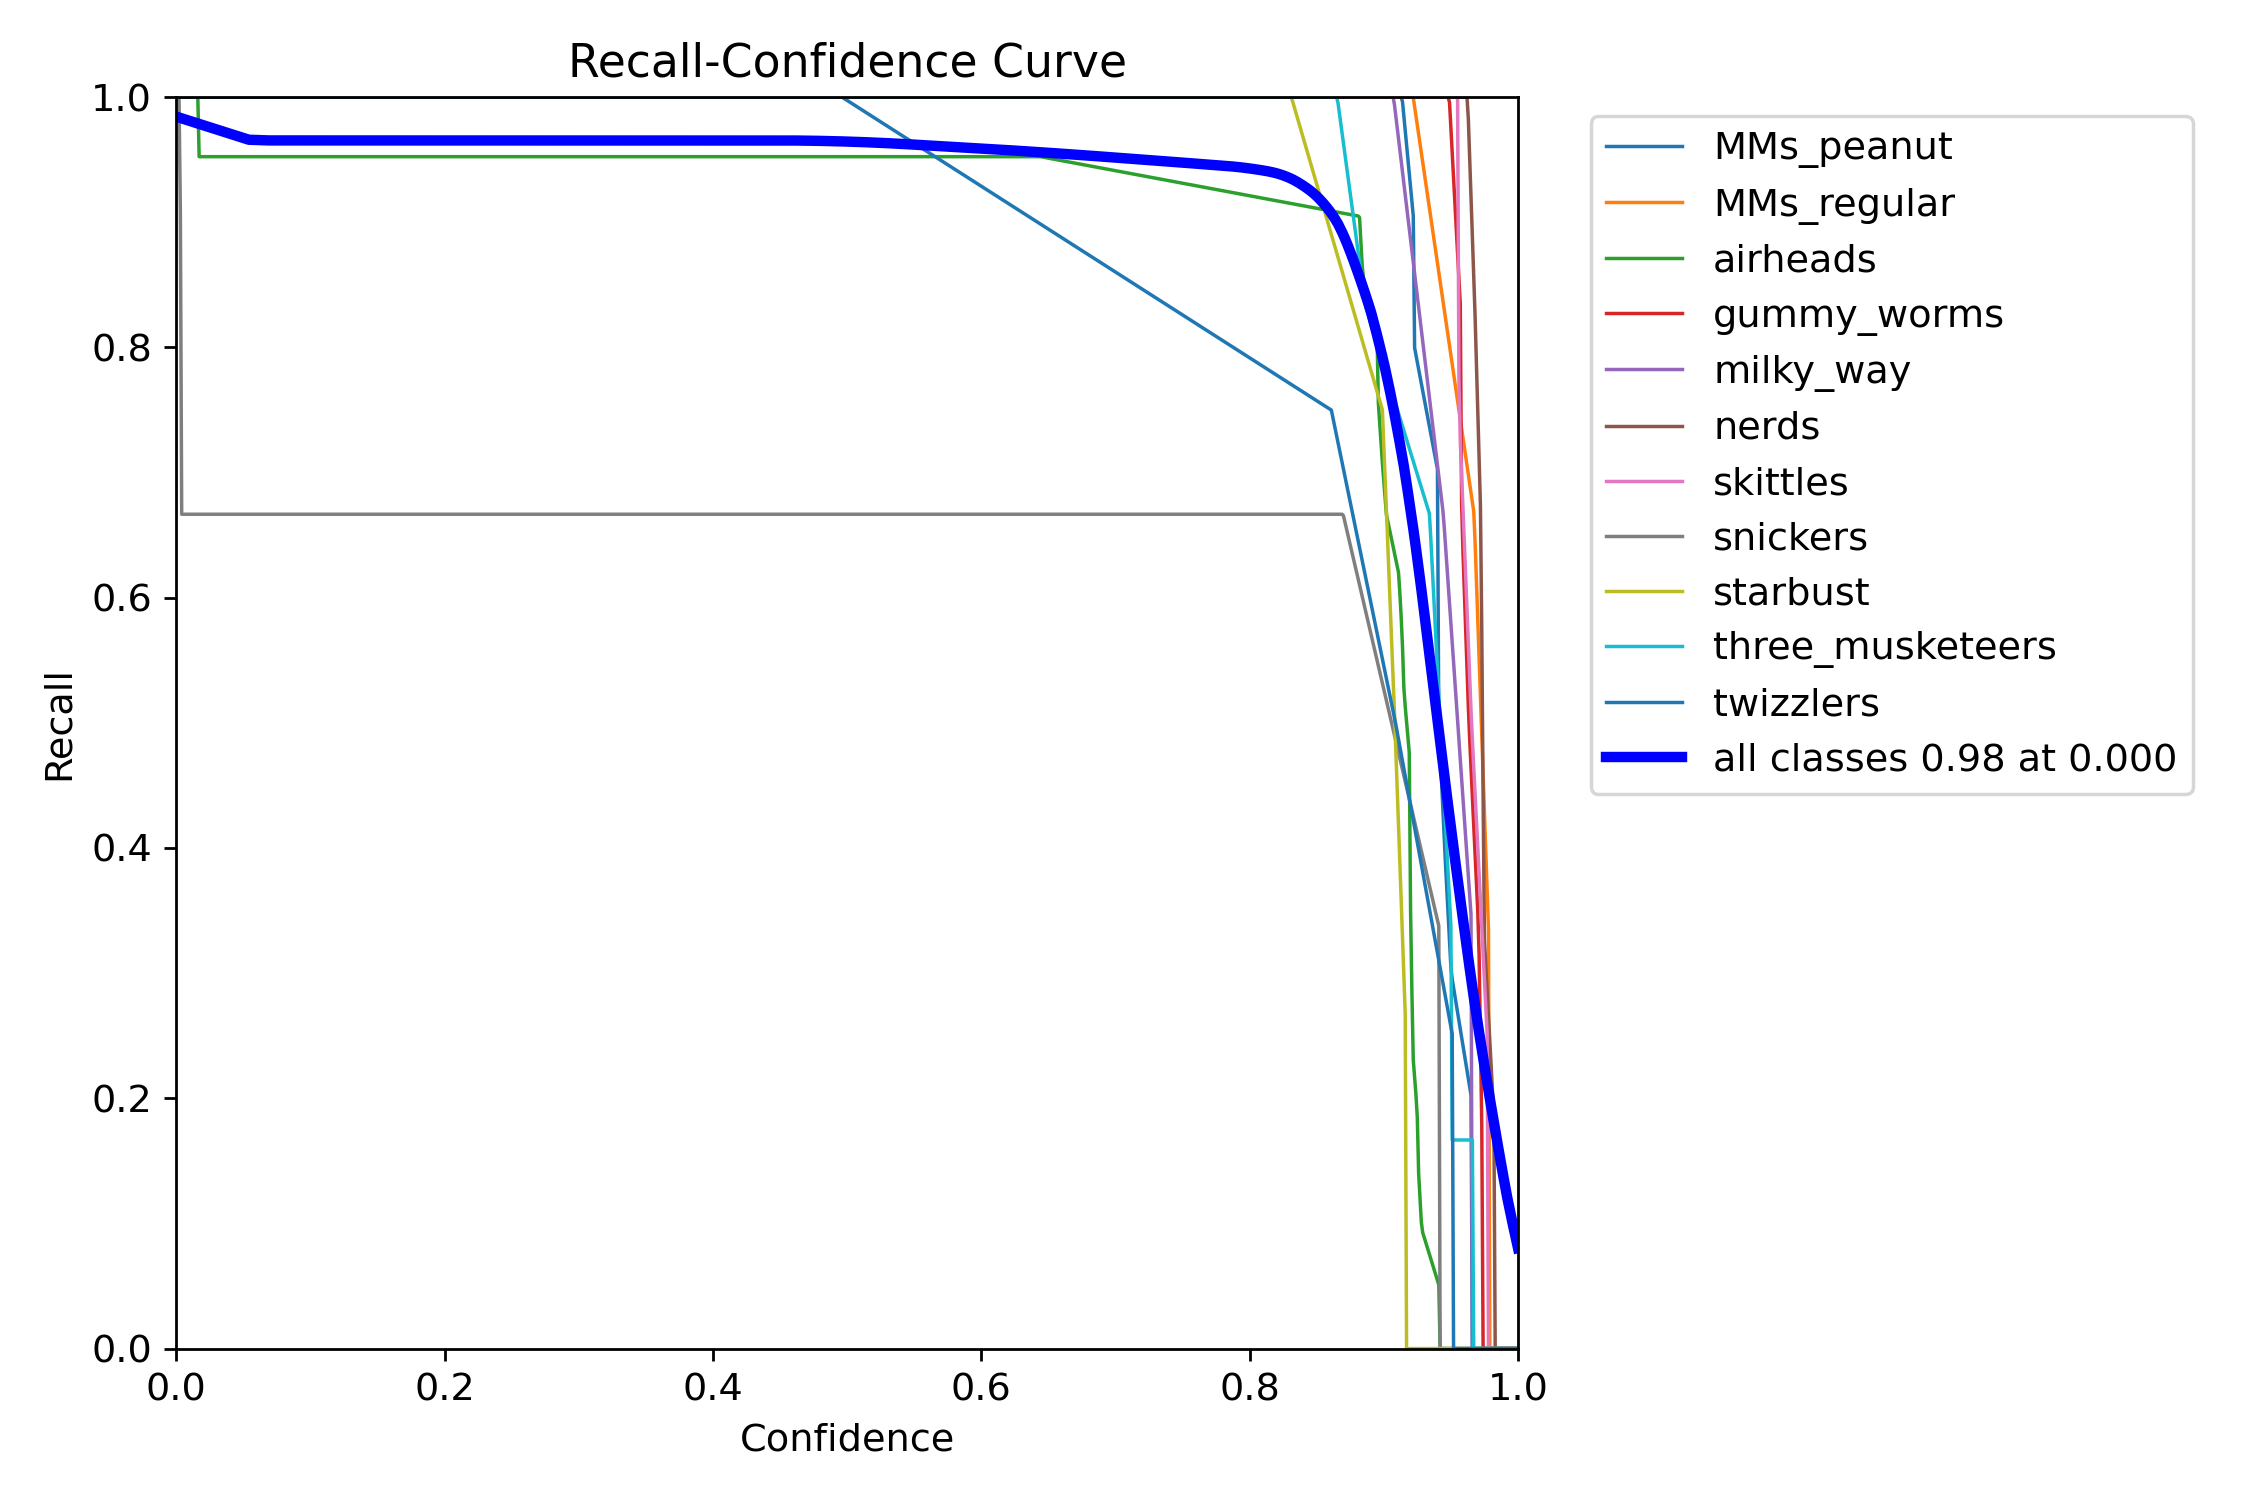 Recall-Confidence Curve
1.0
0.8
0.6
0.4
0.2
0.0
Recall
0.0 0.2 0.4 0.6 0.8 1.0
Confidence
MMs_peanut
MMs_regular
airheads
gummy_worms
milky_way
nerds
skittles
snickers
starbust
three_musketeers
twizzlers
all classes 0.98 at 0.000